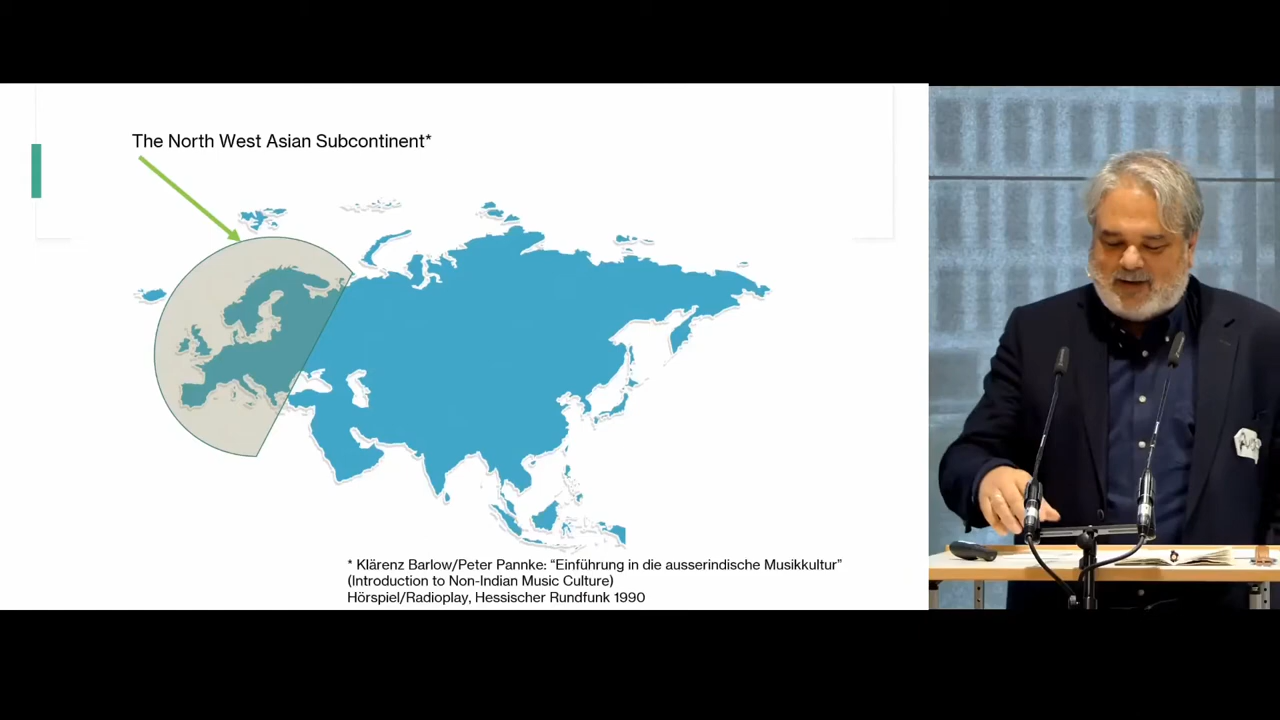 The North West Asian Subcontinent*
* Klärenz Barlow/Peter Pannke: “Einführung in die ausserindische Musikkultur”
(Introduction to Non-Indian Music Culture)
Hörspiel/Radioplay, Hessischer Rundfunk 1990